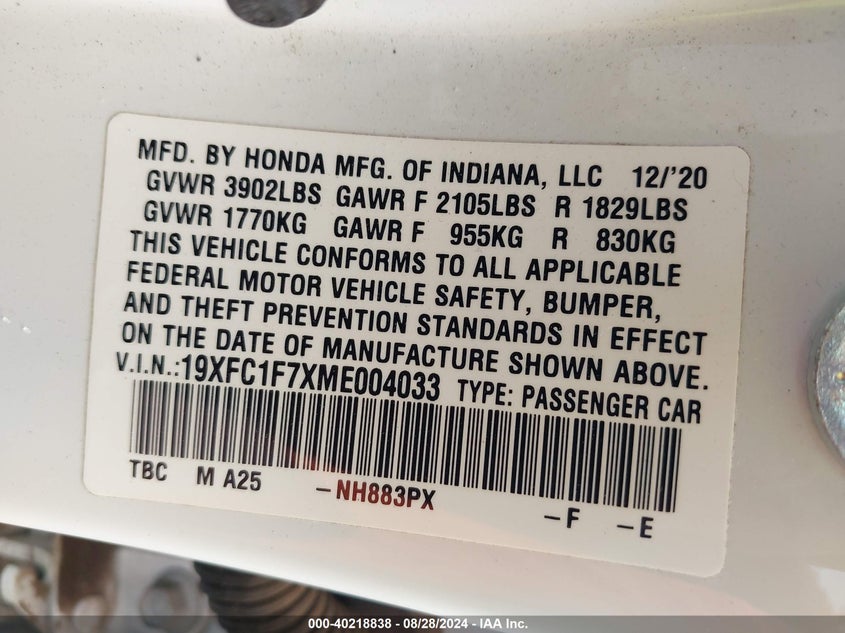 MFD. BY HONDA MFG. OF INDIANA, LLC 12/'20
GVWR 3902LBS GAWR F 2105LBS R 1829LBS
GVWR 1770KG GAWR F 955KG R 830KG
THIS VEHICLE CONFORMS TO ALL APPLICABLE
FEDERAL MOTOR VEHICLE SAFETY, BUMPER,
AND THEFT PREVENTION STANDARDS IN EFFECT
ON THE DATE OF MANUFACTURE SHOWN ABOVE.
V.I.N.:19XFC1F7XME004033 TYPE: PASSENGER CAR
TBC M A25 -NH883PX -F -E
000-40218838 - 08/28/2024 - IAA Inc.